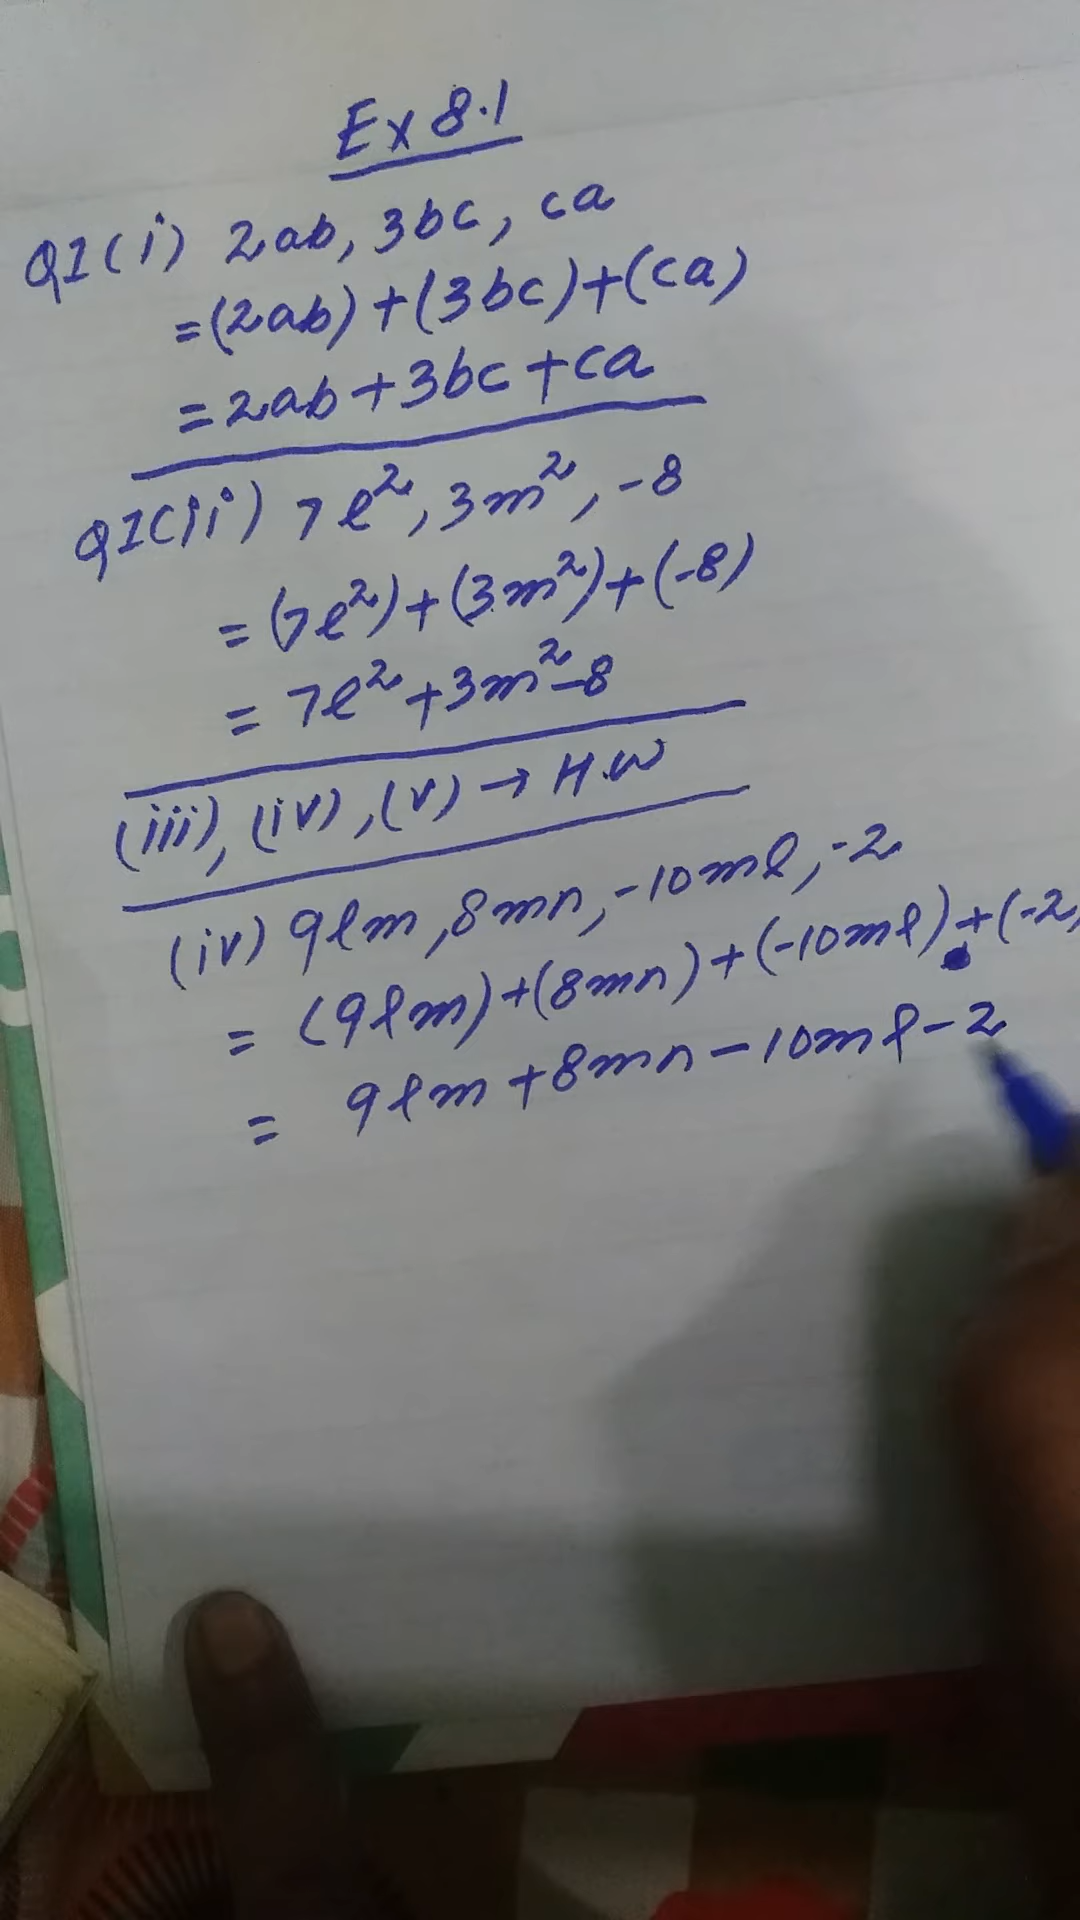 Ex 8.1
Q1(i) 2ab, 3bc, ca
=(2ab)+(3bc)+(ca)
=2ab+3bc+ca
Q1(ii) 7l², 3m², -8
=(7l²)+(3m²)+(-8)
= 7l²+3m²-8
(iii), (iv), (v) → H.W
(iv) 9lm, 8mn, -10ml, -2
= (9lm)+(8mn)+(-10ml)+(-2)
= 9lm+8mn-10ml-2